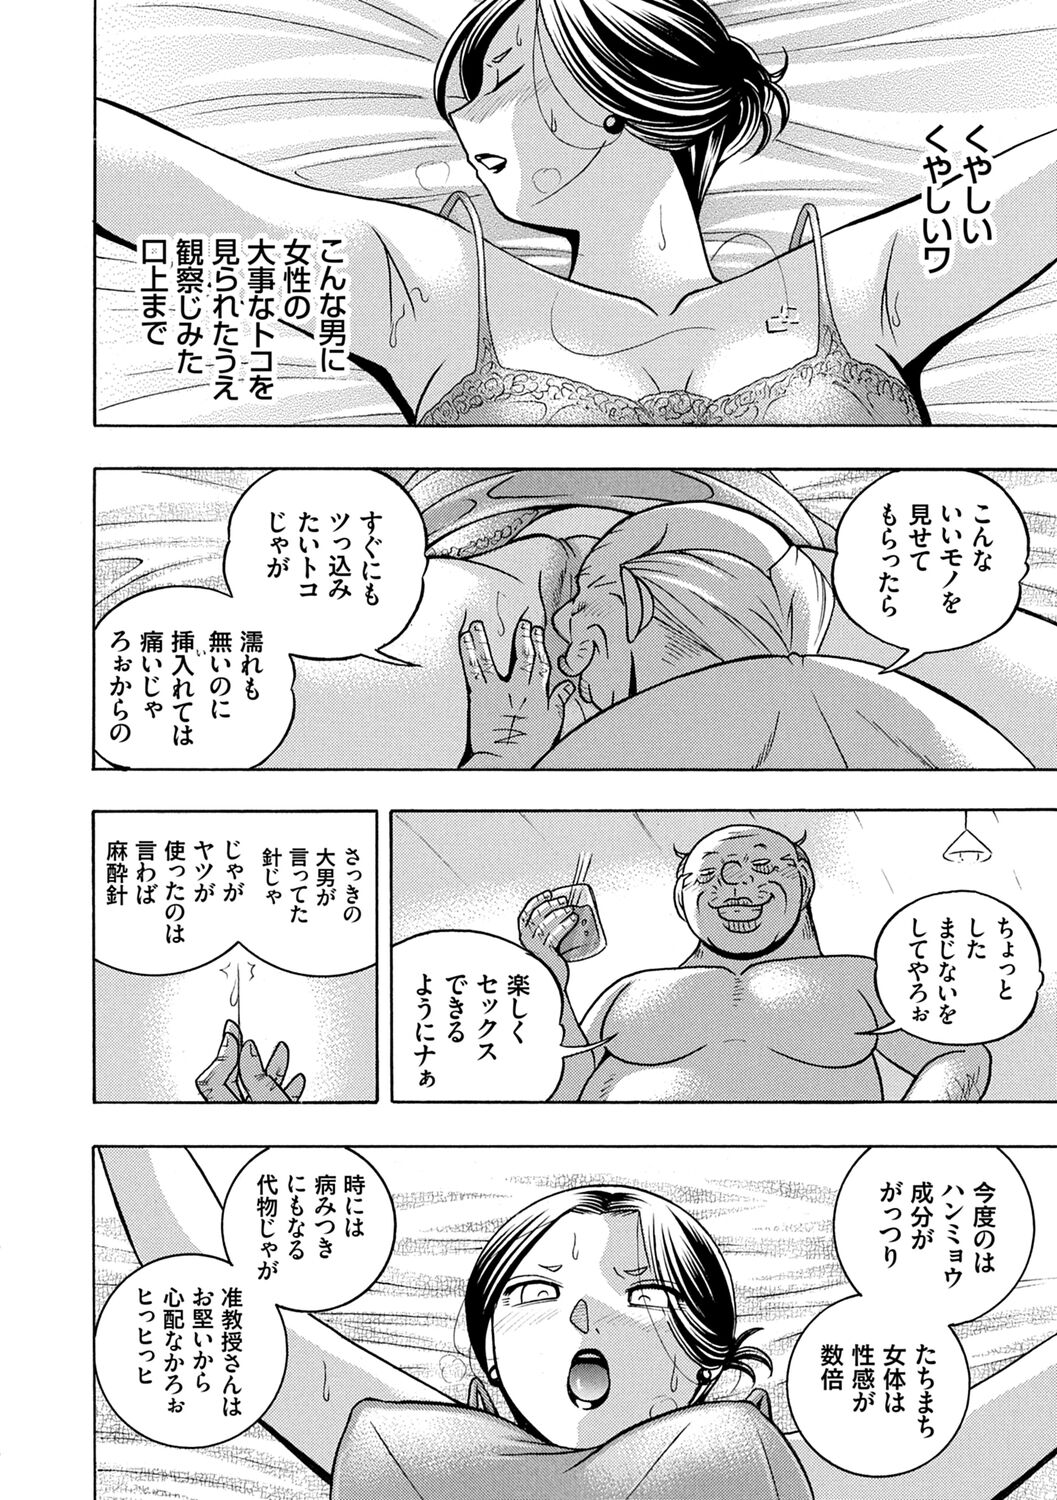 くやしい
くやしいワ
こんな男に
女性の
大事なトコを
見られたうえ
観察じみた
口上まで
こんな
いいモノを
見せて
もらったら
すぐにも
ツっ込み
たいトコ
じゃが
濡れも
無いのに
挿入れては
痛いじゃ
ろぉからの
ちょっと
した
まじないを
してやろぉ
楽しく
セックス
できる
ようにナぁ
さっきの
大男が
言ってた
針じゃ
じゃが
ヤツが
使ったのは
言わば
麻酔針
今度のは
ハンミョウ
成分が
がっつり
たちまち
女体は
性感が
数倍
時には
病みつき
にもなる
代物じゃが
准教授さんは
お堅いから
心配なかろぉ
ヒっヒっヒ